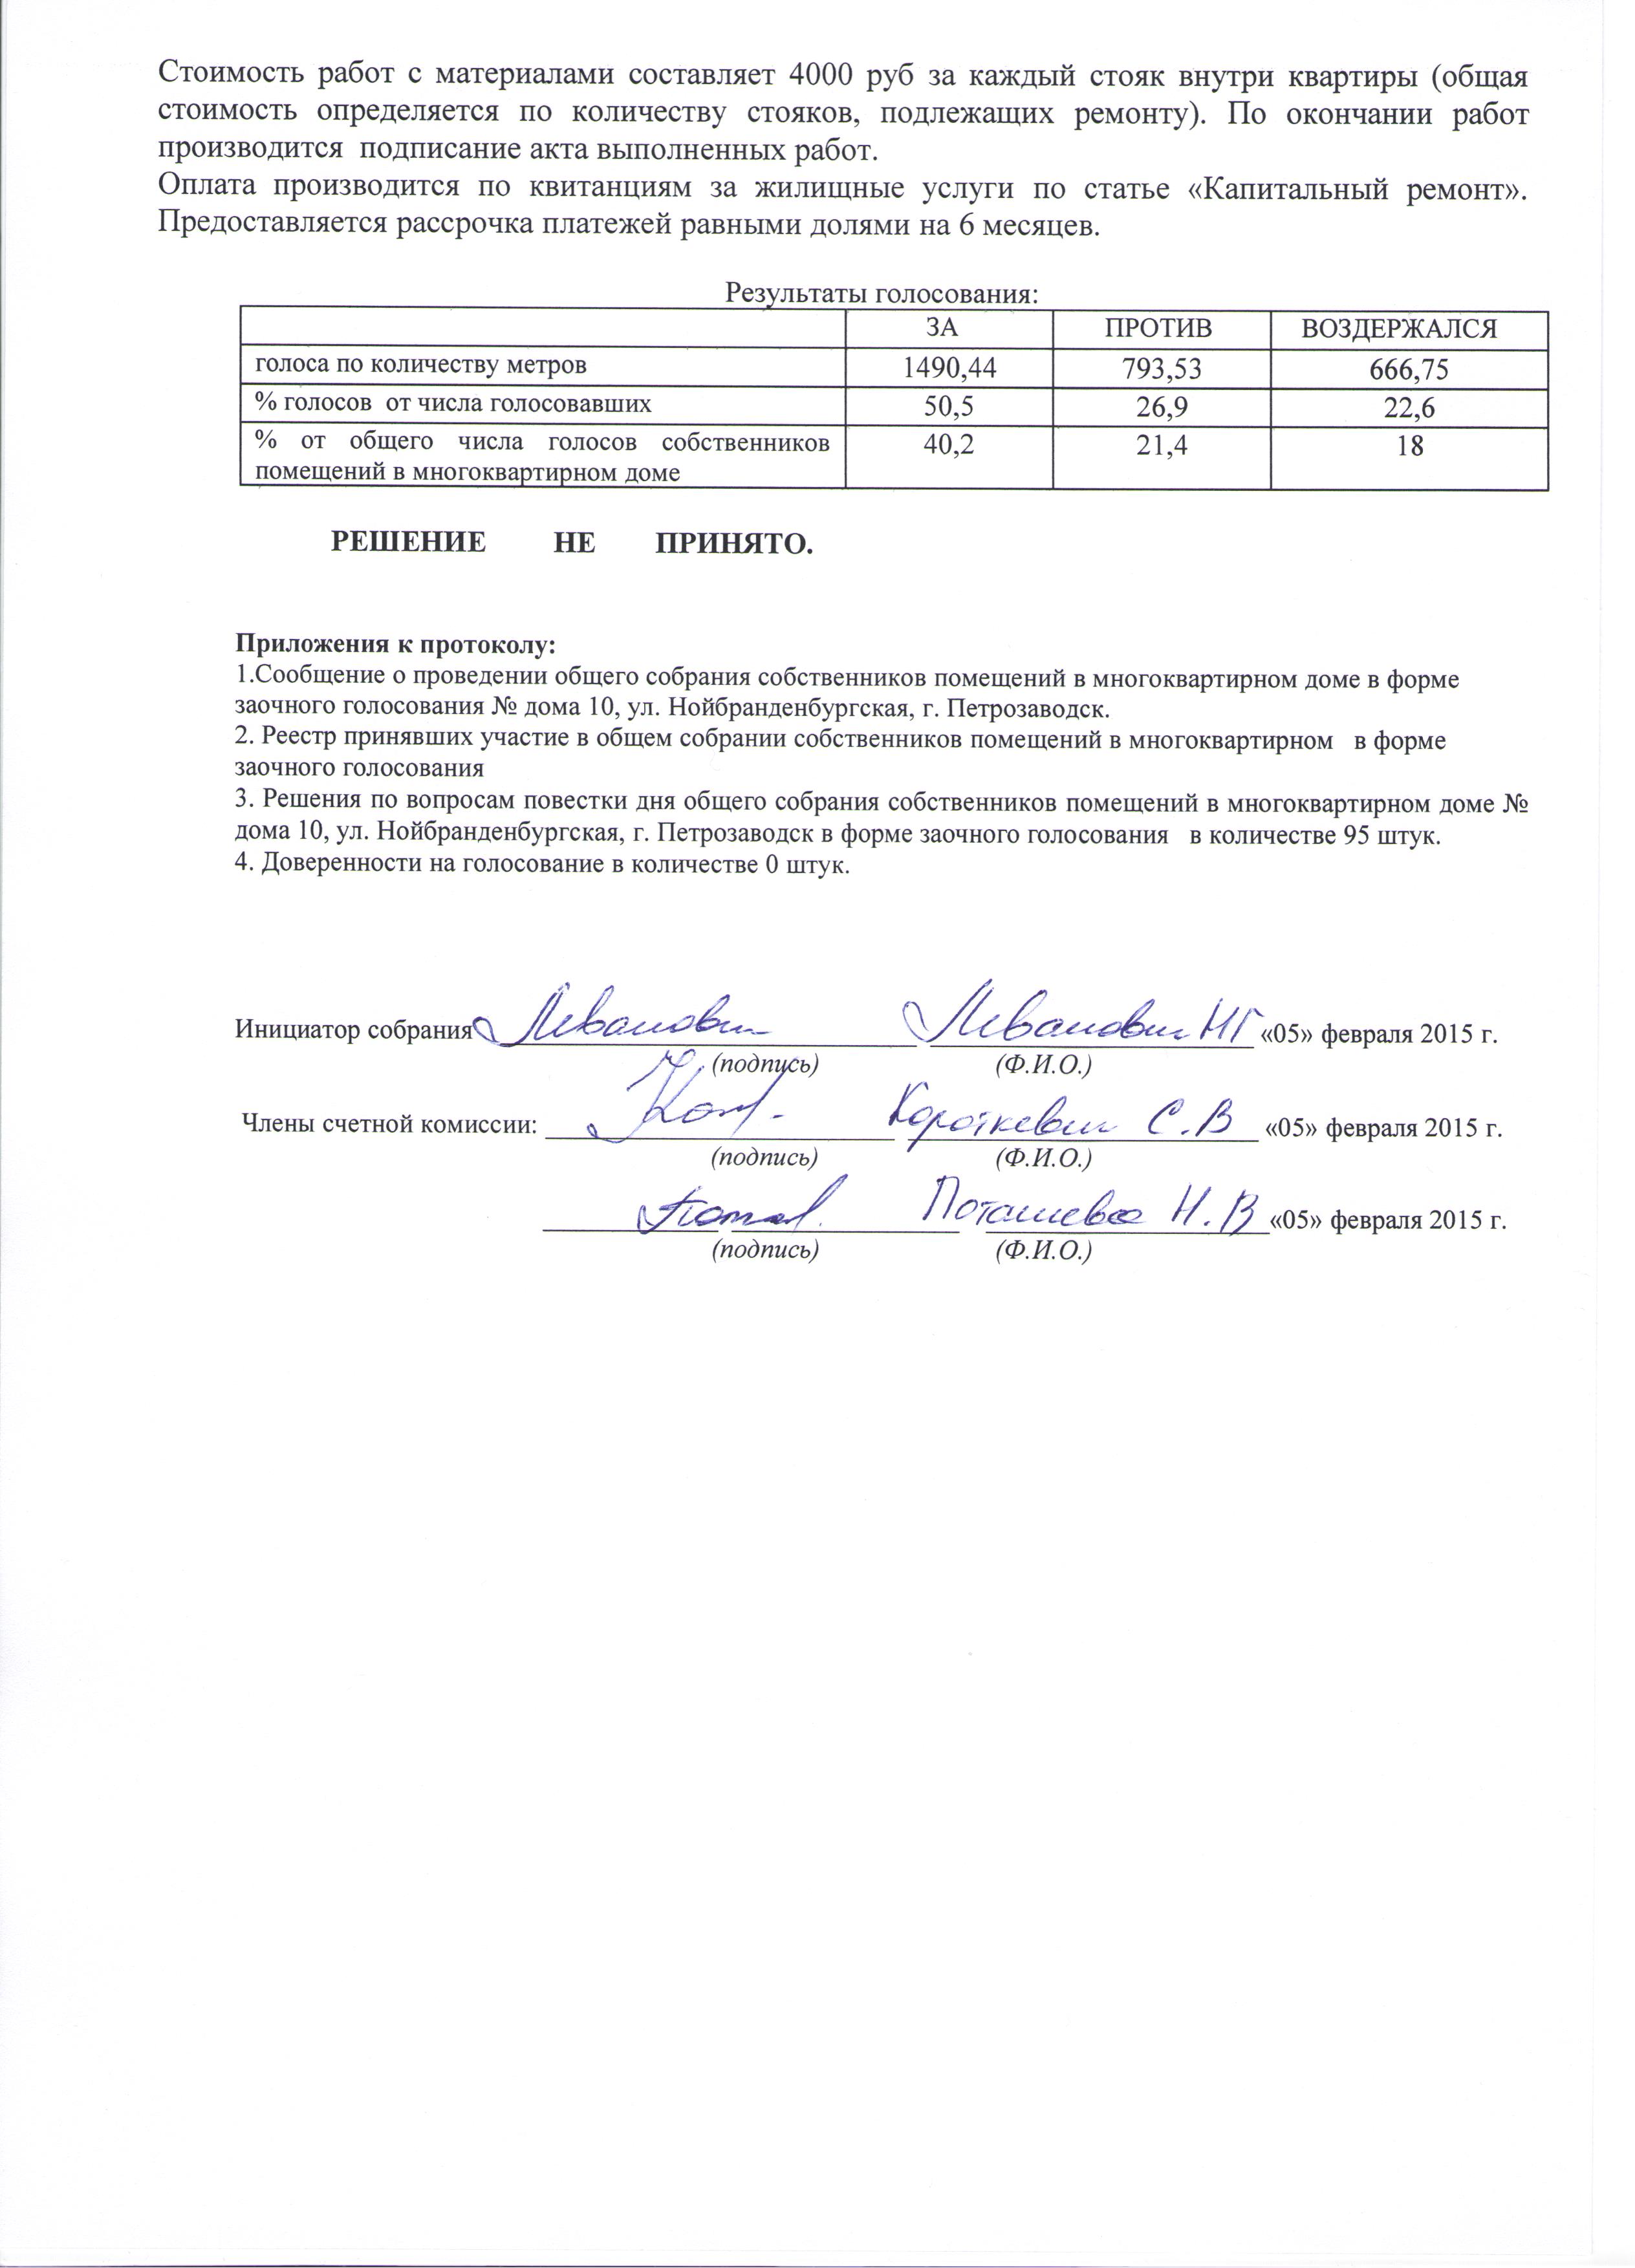 Стоимость работ с материалами составляет 4000 руб за каждый стояк внутри квартиры (общая
стоимость определяется по количеству стояков, подлежащих ремонту). По окончании работ
производится подписание акта выполненных работ.
Оплата производится по квитанциям за жилищные услуги по статье «Капитальный ремонт».
Предоставляется рассрочка платежей равными долями на 6 месяцев.
Результаты голосования:
ЗА ПРОТИВ ВОЗДЕРЖАЛСЯ
голоса по количеству метров 1490,44 793,53 666,75
% голосов от числа голосовавших 50,5 26,9 22,6
% от общего числа голосов собственников 40,2 21,4 18
помещений в многоквартирном доме
РЕШЕНИЕ НЕ ПРИНЯТО.
Приложения к протоколу:
1.Сообщение о проведении общего собрания собственников помещений в многоквартирном доме в форме
заочного голосования № дома 10, ул. Нойбранденбургская, г. Петрозаводск.
2. Реестр принявших участие в общем собрании собственников помещений в многоквартирном в форме
заочного голосования
3. Решения по вопросам повестки дня общего собрания собственников помещений в многоквартирном доме №
дома 10, ул. Нойбранденбургская, г. Петрозаводск в форме заочного голосования в количестве 95 штук.
4. Доверенности на голосование в количестве 0 штук.
Инициатор собрания Леванович Леванович НГ «05» февраля 2015 г.
(подпись) (Ф.И.О.)
Члены счетной комиссии: Короткевич С.В «05» февраля 2015 г.
(подпись) (Ф.И.О.)
Поташева Н.В «05» февраля 2015 г.
(подпись) (Ф.И.О.)